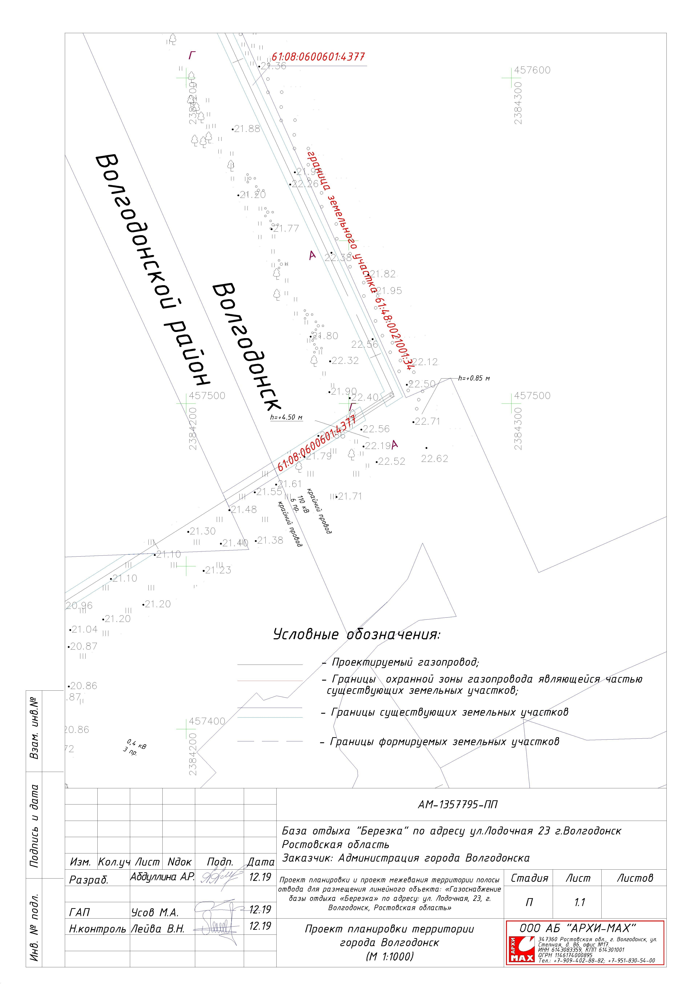 Г
61:08:0600601:4377
21.36
457600
2384300
457600
2384200
21.88
граница земельного участка 61:48:0021001:34
Волгодонской район
22.26
21.20
21.77
А
22.38
21.82
21.95
Волгодонск
21.80
22.56
22.32
22.12
h=+0.85 м
22.50
21.90
22.40
457500
2384200
457500
2384300
Г
h=+4.50 м
61:08:0600601:4377
22.71
22.56
22.19
А
21.79
22.52
22.62
21.61
21.55
21.71
крайний провод
110 кВ
6 пр.
крайний провод
21.48
21.30
21.40
21.38
21.10
21.23
21.10
21.20
20.96
21.20
21.04
20.87
20.86
.87
20.86
72
0,4 кВ
3 пр.
457400
2384200
Условные обозначения:
- Проектируемый газопровод;
- Границы охранной зоны газопровода являющейся частью
существующих земельных участков;
- Границы существующих земельных участков
- Границы формируемых земельных участков
Взам. инв.№
Подпись и дата
Инв. № подл.
АМ-1357795-ПП
База отдыха "Березка" по адресу ул.Лодочная 23 г.Волгодонск
Ростовская область
Заказчик: Администрация города Волгодонска
Изм. Кол.уч Лист Nдок Подп. Дата
Разраб. Абдуллина А.Р. 12.19
ГАП Усов М.А. 12.19
Н.контроль Лейва В.Н. 12.19
Проект планировки и проект межевания территории полосы
отвода для размещения линейного объекта: «Газоснабжение
базы отдыха «Березка» по адресу: ул. Лодочная, 23, г.
Волгодонск, Ростовская область»
Стадия Лист Листов
П 1.1
Проект планировки территории
города Волгодонск
(М 1:1000)
ООО АБ "АРХИ-МАХ"
АРХИ
МАХ
347360 Ростовская обл., г. Волгодонск, ул.
Степная, д. 86, офис №17.
ИНН 6143083359, КПП 614301001
ОГРН 1146174000895
Тел.: +7-909-402-88-82; +7-951-830-54-00